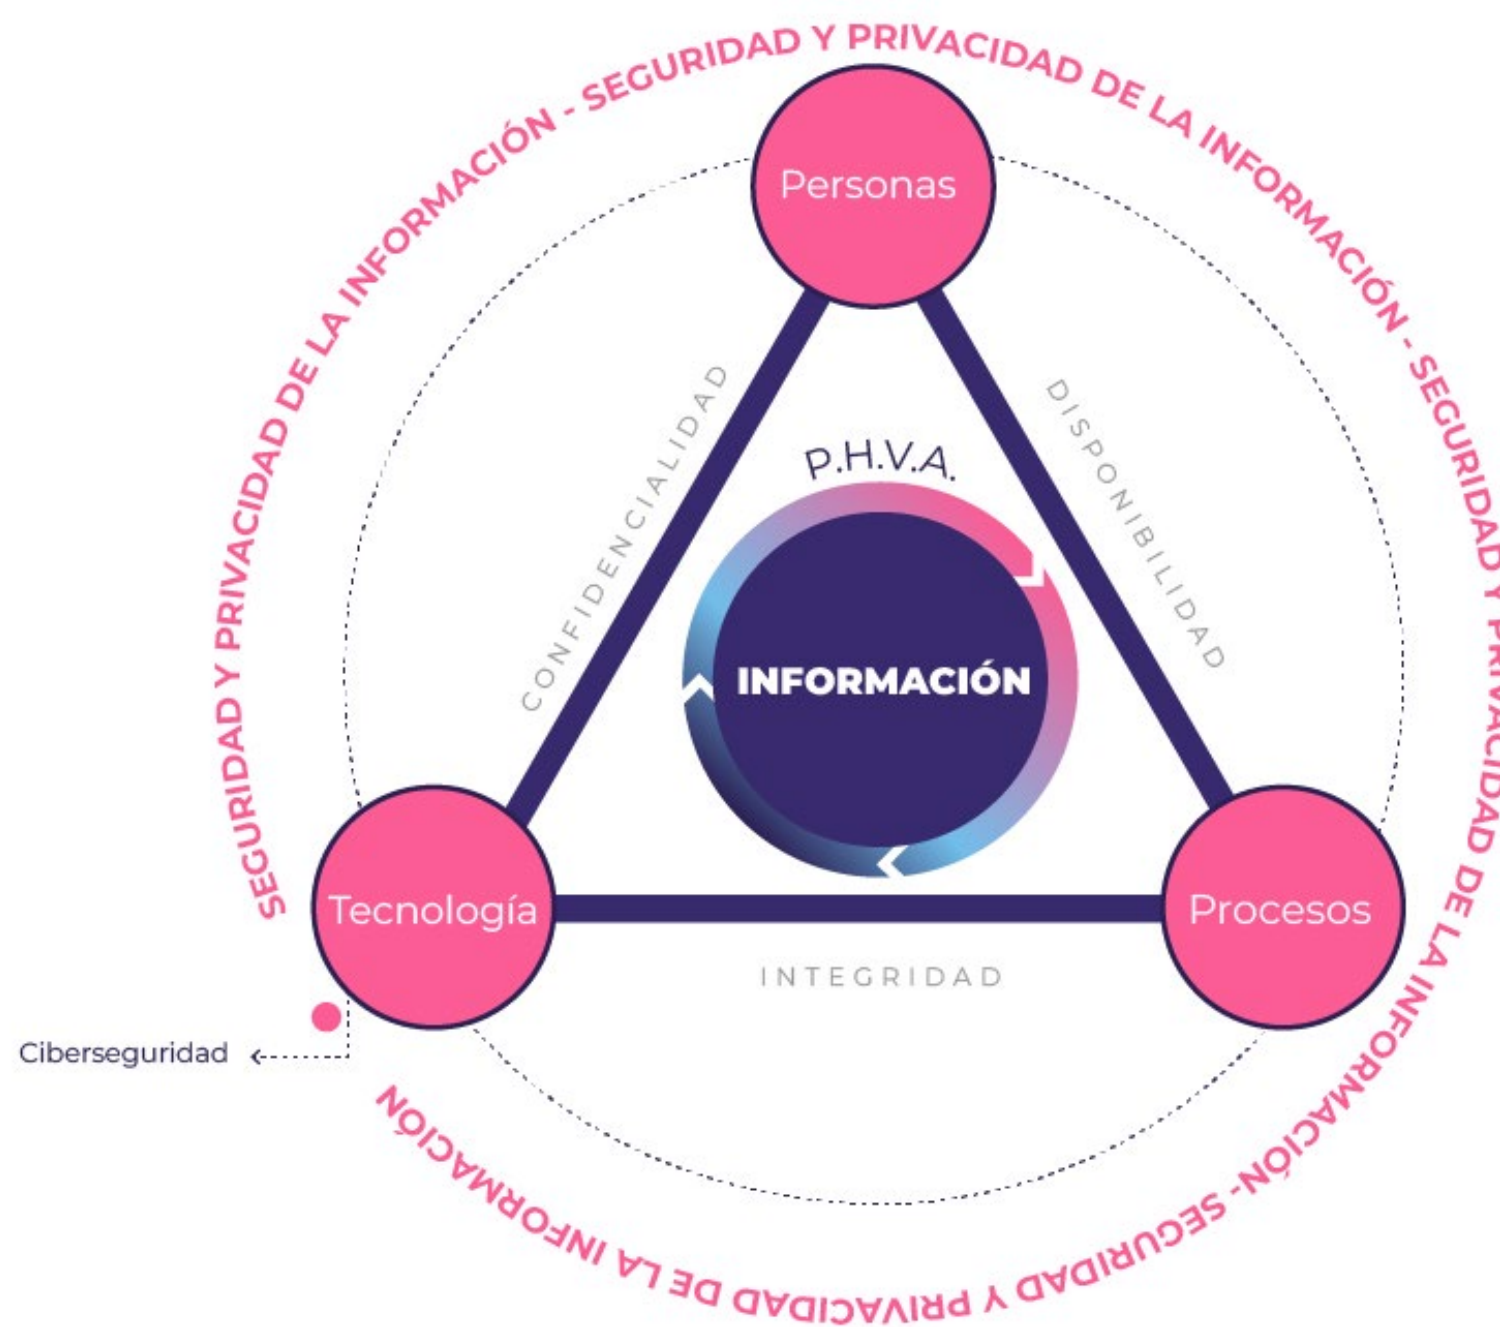 SEGURIDAD Y PRIVACIDAD DE LA INFORMACIÓN - SEGURIDAD Y PRIVACIDAD DE LA INFORMACIÓN - SEGURIDAD Y PRIVACIDAD DE LA INFORMACIÓN- SEGURIDAD Y PRIVACIDAD DE LA INFORMACIÓN
Personas
CONFIDENCIALIDAD
DISPONIBILIDAD
P.H.V.A.
INFORMACIÓN
Tecnología
Procesos
INTEGRIDAD
Ciberseguridad